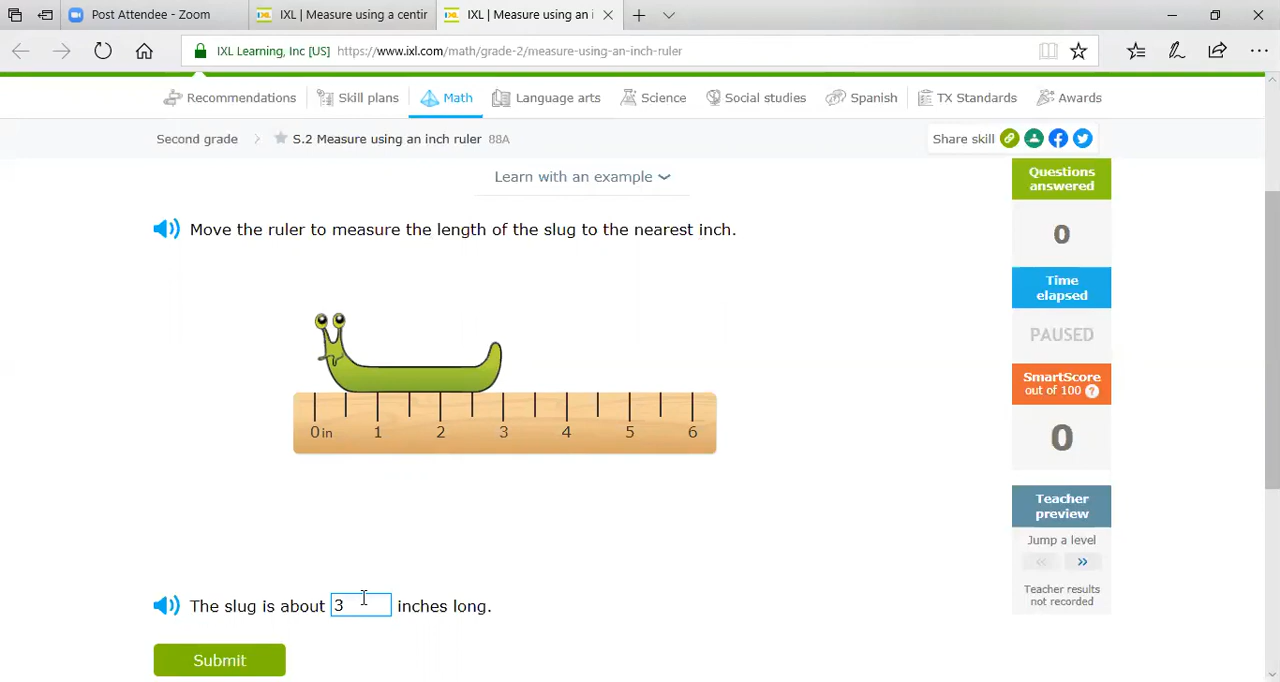 Post Attendee - Zoom
IXL | Measure using a centir
IXL | Measure using an i
IXL Learning, Inc [US] https://www.ixl.com/math/grade-2/measure-using-an-inch-ruler
Recommendations Skill plans Math Language arts Science Social studies Spanish TX Standards Awards
Second grade > S.2 Measure using an inch ruler 88A
Share skill
Learn with an example
Questions answered
0
Time elapsed
PAUSED
SmartScore
out of 100 ?
0
Teacher preview
Jump a level
<< >>
Teacher results not recorded
Move the ruler to measure the length of the slug to the nearest inch.
0 in 1 2 3 4 5 6
The slug is about 3 inches long.
Submit